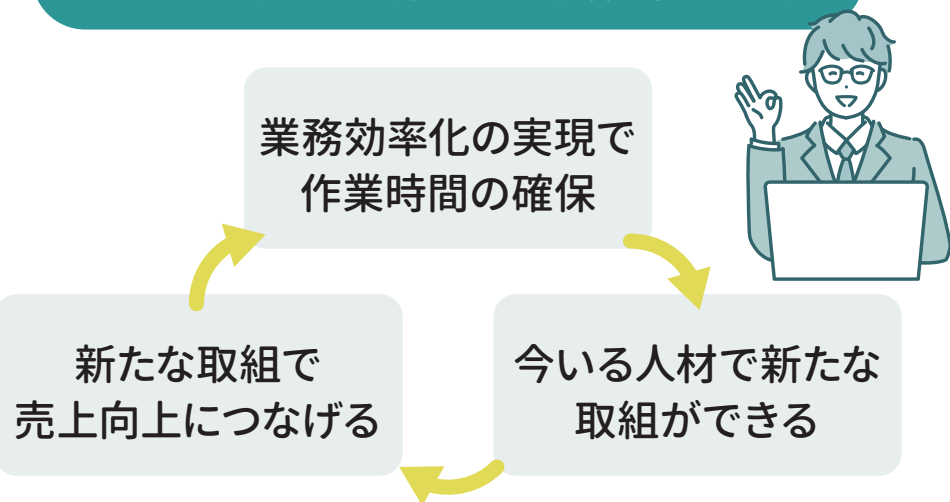 業務効率化の実現で
作業時間の確保
今いる人材で新たな
取組ができる
新たな取組で
売上向上につなげる